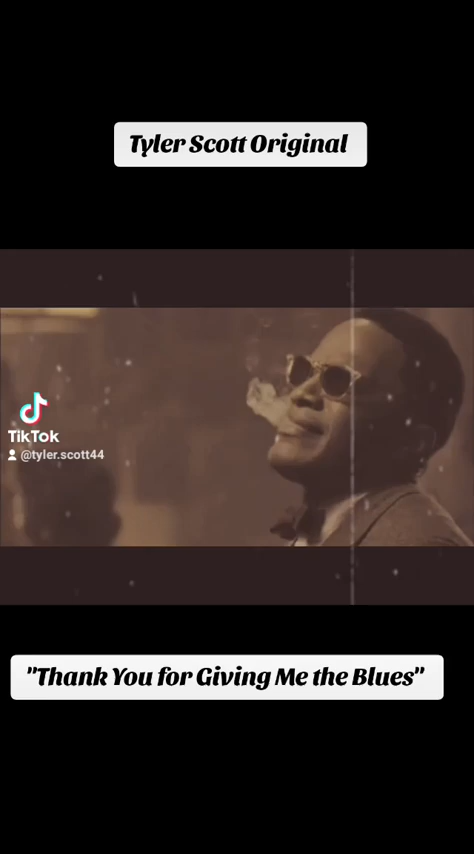 Tyler Scott Original
TikTok
@tyler.scott44
"Thank You for Giving Me the Blues"